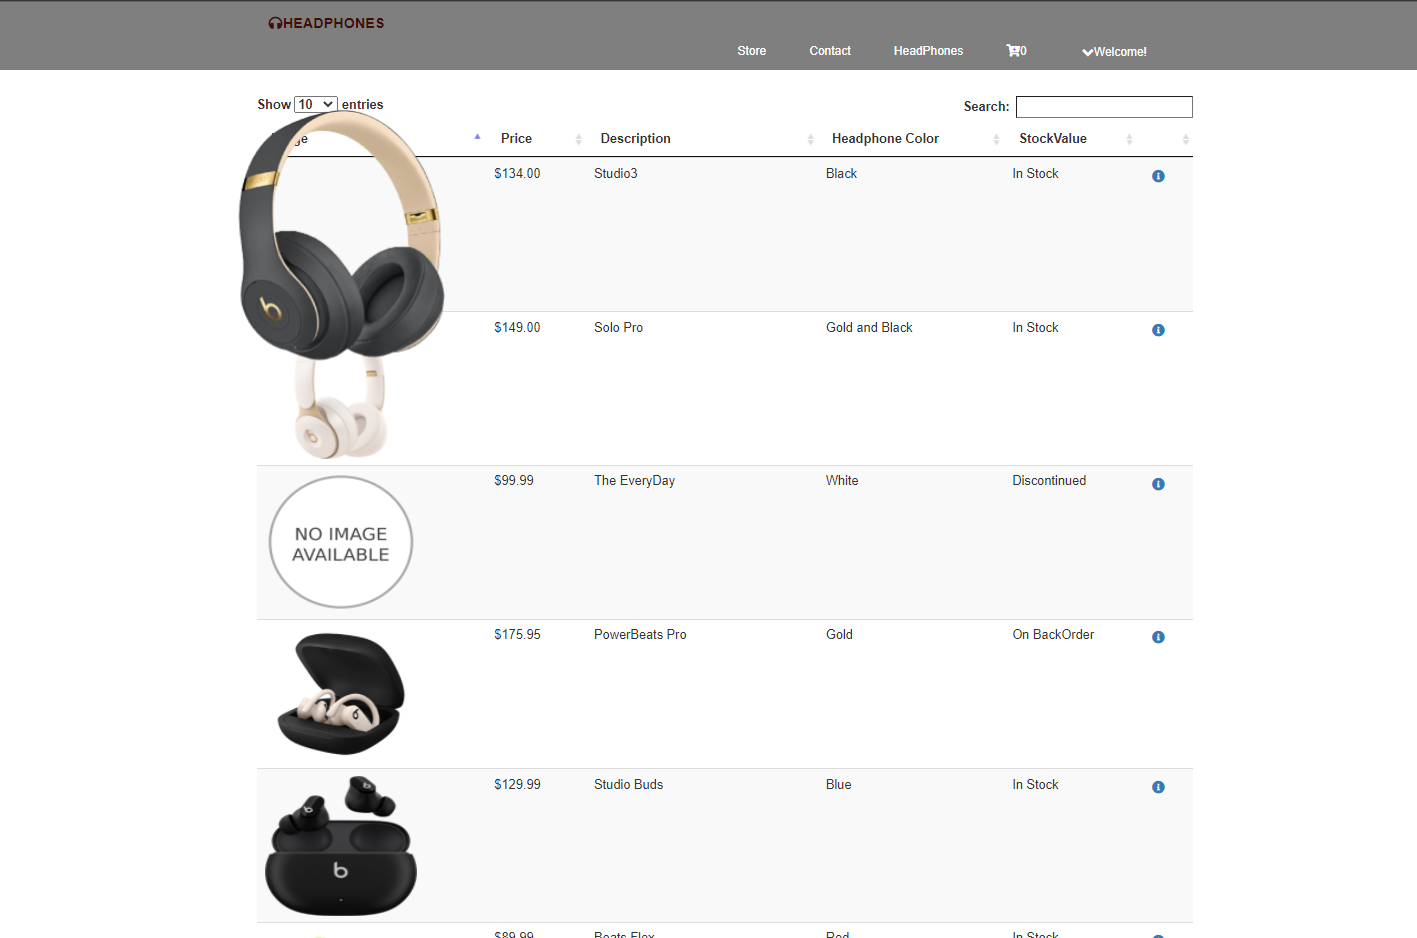 HEADPHONES
Store Contact HeadPhones 0 Welcome!
Show 10 entries Search:
Price Description Headphone Color StockValue
$134.00 Studio3 Black In Stock
$149.00 Solo Pro Gold and Black In Stock
$99.99 The EveryDay White Discontinued
NO IMAGE
AVAILABLE
$175.95 PowerBeats Pro Gold On BackOrder
$129.99 Studio Buds Blue In Stock
$89.99 Beats Flex Red In Stock